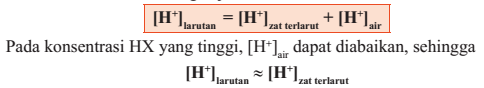 [H⁺]larutan = [H⁺]zat terlarut + [H⁺]air
Pada konsentrasi HX yang tinggi, [H⁺]air dapat diabaikan, sehingga
[H⁺]larutan ≈ [H⁺]zat terlarut